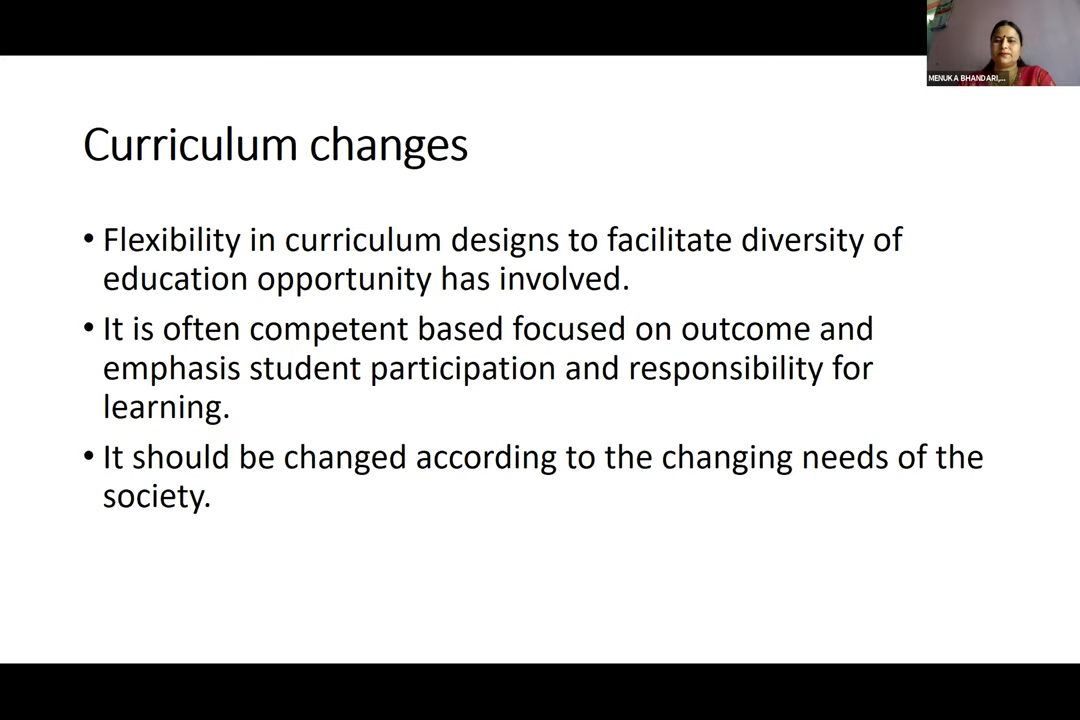 MENUKA BHANDARI,...
Curriculum changes
• Flexibility in curriculum designs to facilitate diversity of
education opportunity has involved.
• It is often competent based focused on outcome and
emphasis student participation and responsibility for
learning.
• It should be changed according to the changing needs of the
society.